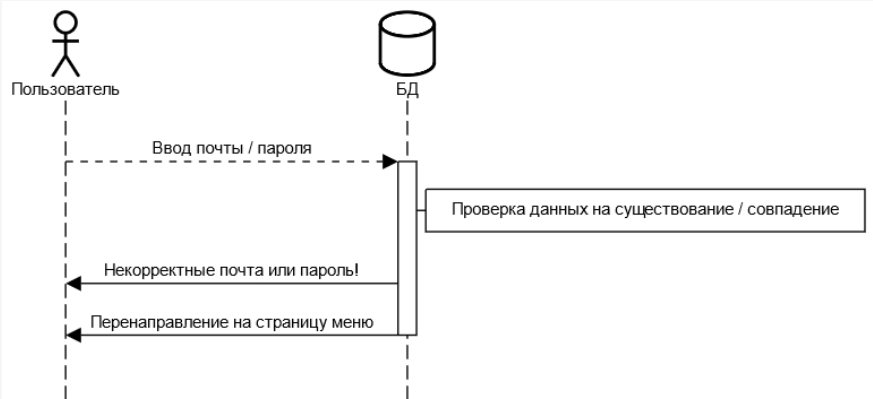 Пользователь
БД
Ввод почты / пароля
Проверка данных на существование / совпадение
Некорректные почта или пароль!
Перенаправление на страницу меню